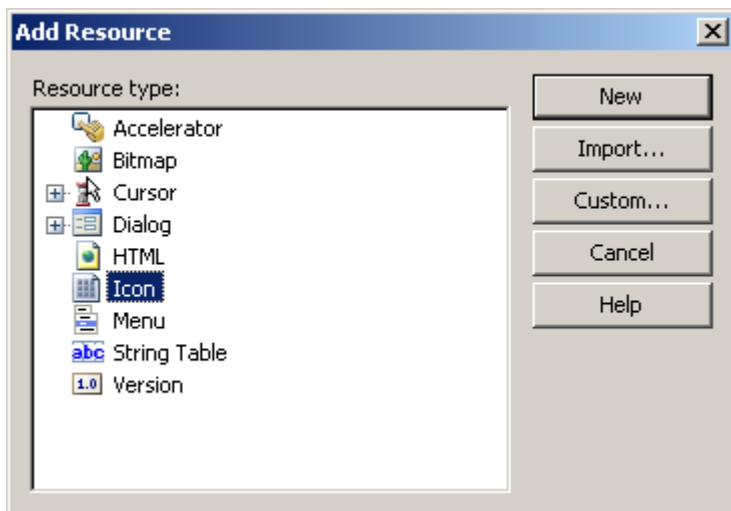 Add Resource
Resource type:
Accelerator
Bitmap
Cursor
Dialog
HTML
Icon
Menu
abc String Table
1.0 Version
New
Import...
Custom...
Cancel
Help